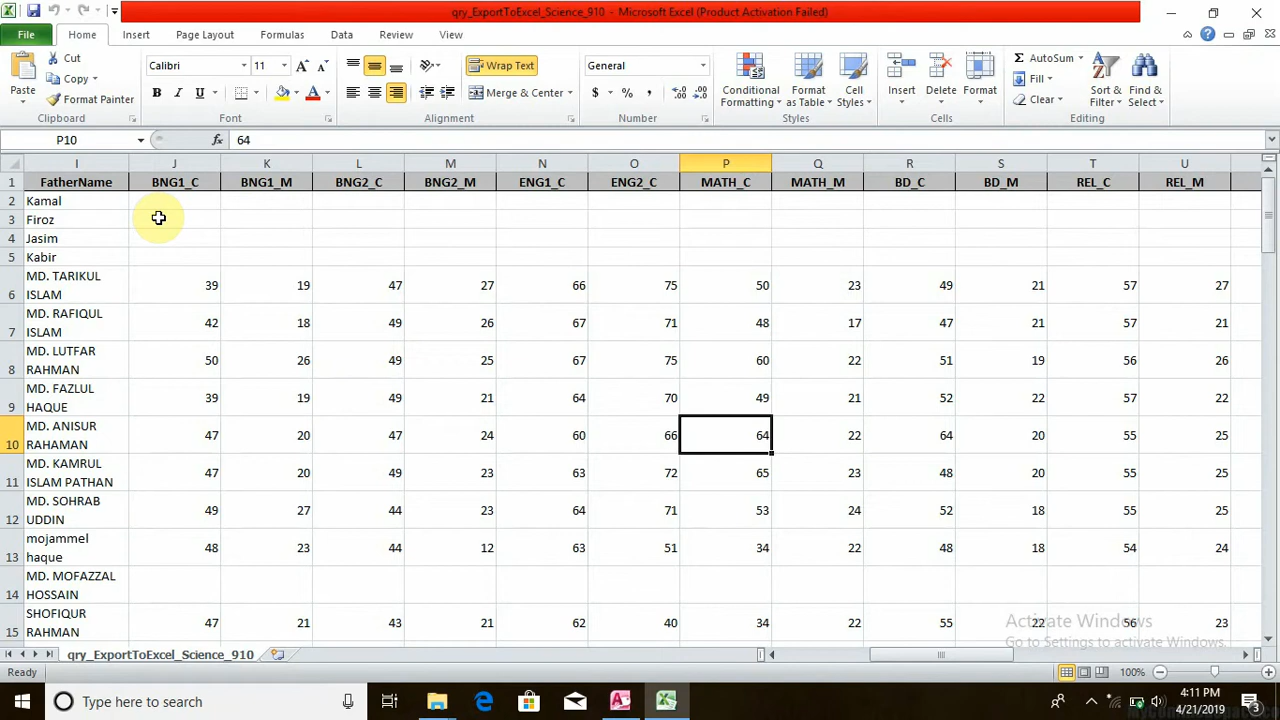 qry_ExportToExcel_Science_910 - Microsoft Excel (Product Activation Failed)
File Home Insert Page Layout Formulas Data Review View
Paste Cut Copy Format Painter Clipboard
Calibri 11 A A B I U A Font
Wrap Text Merge & Center Alignment
General $ % , .0 .00 .00 .0 Number
Conditional Formatting Format as Table Cell Styles Styles
Insert Delete Format Cells
Σ AutoSum Fill Clear Sort & Filter Find & Select Editing
P10 fx 64
I J K L M N O P Q R S T U
1 FatherName BNG1_C BNG1_M BNG2_C BNG2_M ENG1_C ENG2_C MATH_C MATH_M BD_C BD_M REL_C REL_M
2 Kamal
3 Firoz
4 Jasim
5 Kabir
MD. TARIKUL
6 ISLAM 39 19 47 27 66 75 50 23 49 21 57 27
MD. RAFIQUL
7 ISLAM 42 18 49 26 67 71 48 17 47 21 57 21
MD. LUTFAR
8 RAHMAN 50 26 49 25 67 75 60 22 51 19 56 26
MD. FAZLUL
9 HAQUE 39 19 49 21 64 70 49 21 52 22 57 22
MD. ANISUR
10 RAHAMAN 47 20 47 24 60 66 64 22 64 20 55 25
MD. KAMRUL
11 ISLAM PATHAN 47 20 49 23 63 72 65 23 48 20 55 25
MD. SOHRAB
12 UDDIN 49 27 44 23 64 71 53 24 52 18 55 25
mojammel
13 haque 48 23 44 12 63 51 34 22 48 18 54 24
MD. MOFAZZAL
14 HOSSAIN
SHOFIQUR
15 RAHMAN 47 21 43 21 62 40 34 22 55 22 56 23
Activate Windows
Go to Settings to activate Windows.
qry_ExportToExcel_Science_910
Ready 100%
Type here to search
4:11 PM
4/21/2019
3